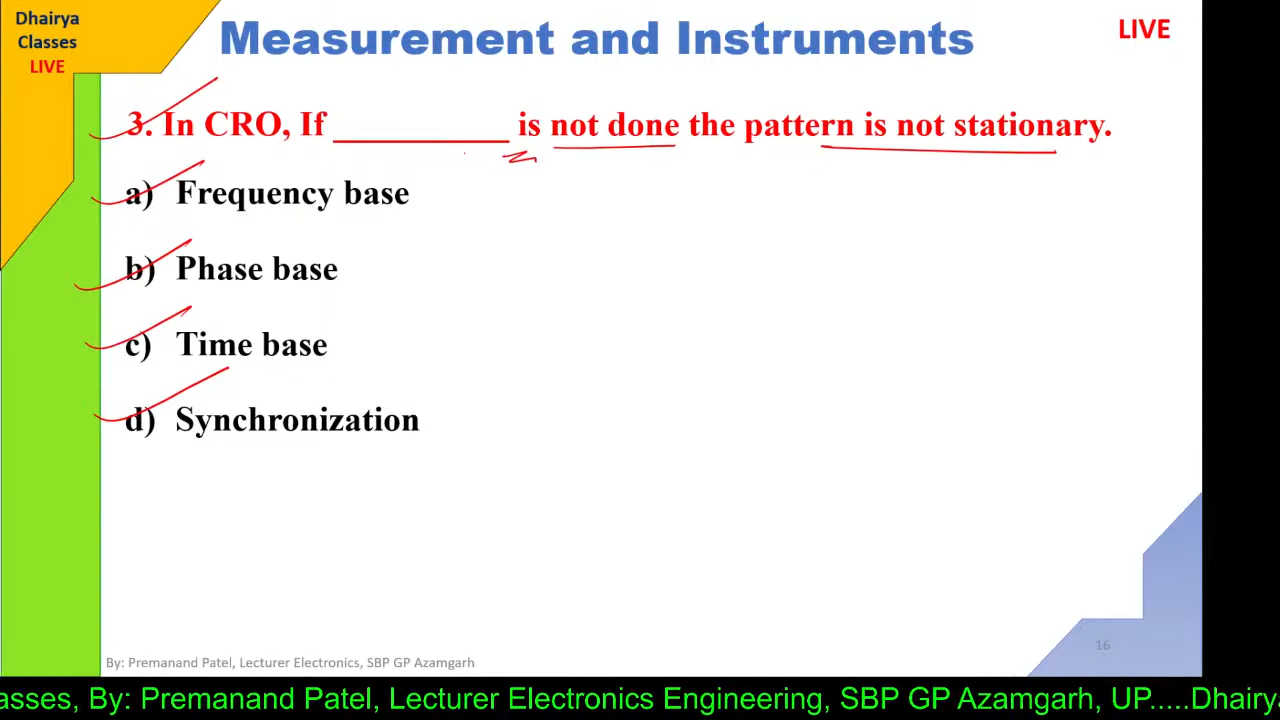 Dhairya
Classes
LIVE
Measurement and Instruments
LIVE
3. In CRO, If __________ is not done the pattern is not stationary.
a) Frequency base
b) Phase base
c) Time base
d) Synchronization
16
By: Premanand Patel, Lecturer Electronics, SBP GP Azamgarh
asses, By: Premanand Patel, Lecturer Electronics Engineering, SBP GP Azamgarh, UP.....Dhairy